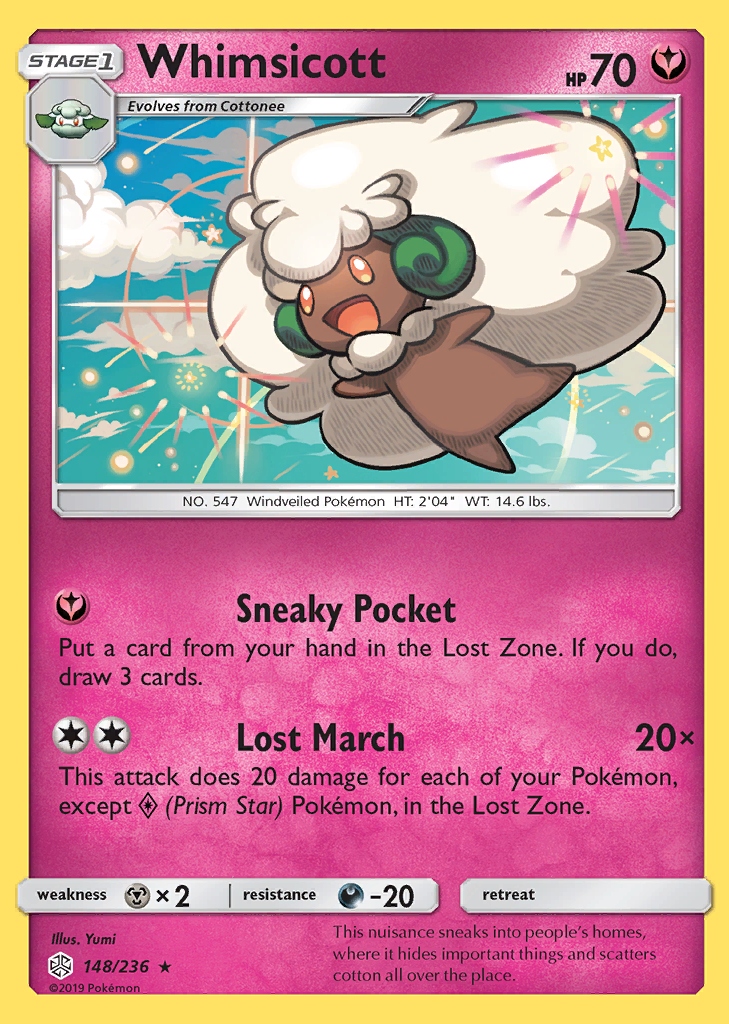 STAGE 1
Whimsicott
HP 70
Evolves from Cottonee
NO. 547 Windveiled Pokémon HT: 2'04" WT: 14.6 lbs.
Sneaky Pocket
Put a card from your hand in the Lost Zone. If you do,
draw 3 cards.
Lost March 20×
This attack does 20 damage for each of your Pokémon,
except (Prism Star) Pokémon, in the Lost Zone.
weakness ×2 resistance -20 retreat
Illus. Yumi
148/236
©2019 Pokémon
This nuisance sneaks into people's homes,
where it hides important things and scatters
cotton all over the place.